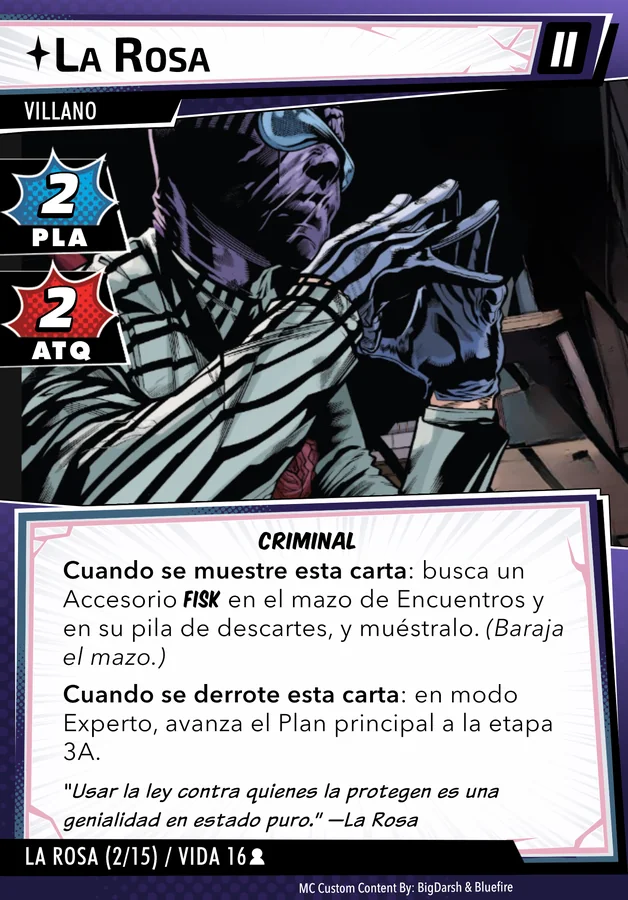 LA ROSA
II
VILLANO
2
PLA
2
ATQ
CRIMINAL
Cuando se muestre esta carta: busca un
Accesorio FISK en el mazo de Encuentros y
en su pila de descartes, y muéstralo. (Baraja
el mazo.)
Cuando se derrote esta carta: en modo
Experto, avanza el Plan principal a la etapa
3A.
"Usar la ley contra quienes la protegen es una
genialidad en estado puro." —La Rosa
LA ROSA (2/15) / VIDA 16
MC Custom Content By: BigDarsh & Bluefire